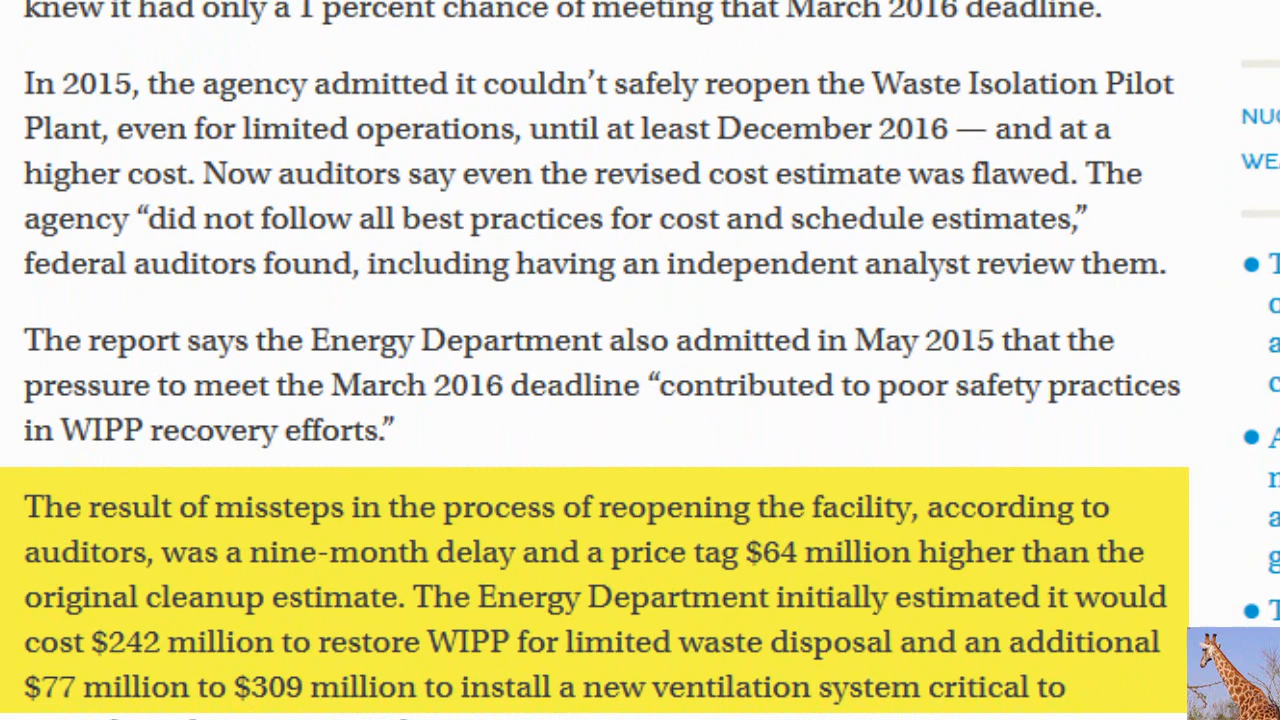 knew it had only a 1 percent chance of meeting that March 2016 deadline.
In 2015, the agency admitted it couldn’t safely reopen the Waste Isolation Pilot
Plant, even for limited operations, until at least December 2016 — and at a
higher cost. Now auditors say even the revised cost estimate was flawed. The
agency “did not follow all best practices for cost and schedule estimates,”
federal auditors found, including having an independent analyst review them.
The report says the Energy Department also admitted in May 2015 that the
pressure to meet the March 2016 deadline “contributed to poor safety practices
in WIPP recovery efforts.”
The result of missteps in the process of reopening the facility, according to
auditors, was a nine-month delay and a price tag $64 million higher than the
original cleanup estimate. The Energy Department initially estimated it would
cost $242 million to restore WIPP for limited waste disposal and an additional
$77 million to $309 million to install a new ventilation system critical to